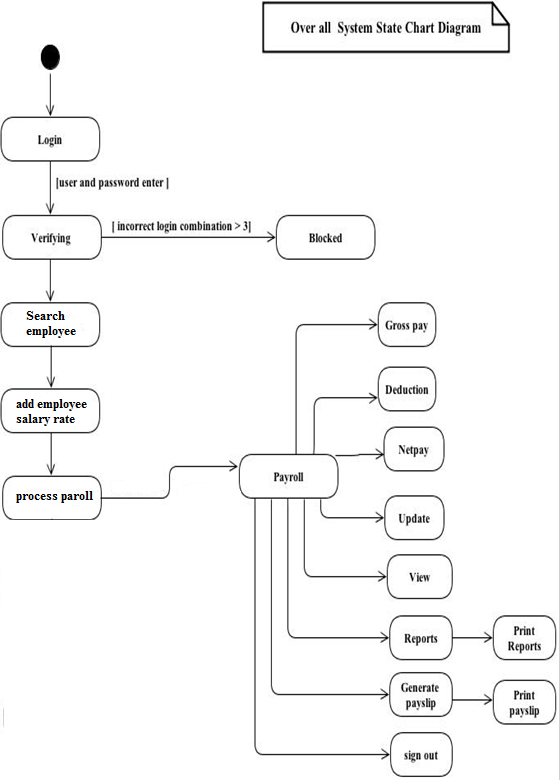 Over all System State Chart Diagram
Login
[user and password enter ]
Verifying
[ incorrect login combination > 3]
Blocked
Search
employee
Gross pay
Deduction
add employee
salary rate
Netpay
Payroll
process paroll
Update
View
Reports
Print
Reports
Generate
payslip
Print
payslip
sign out